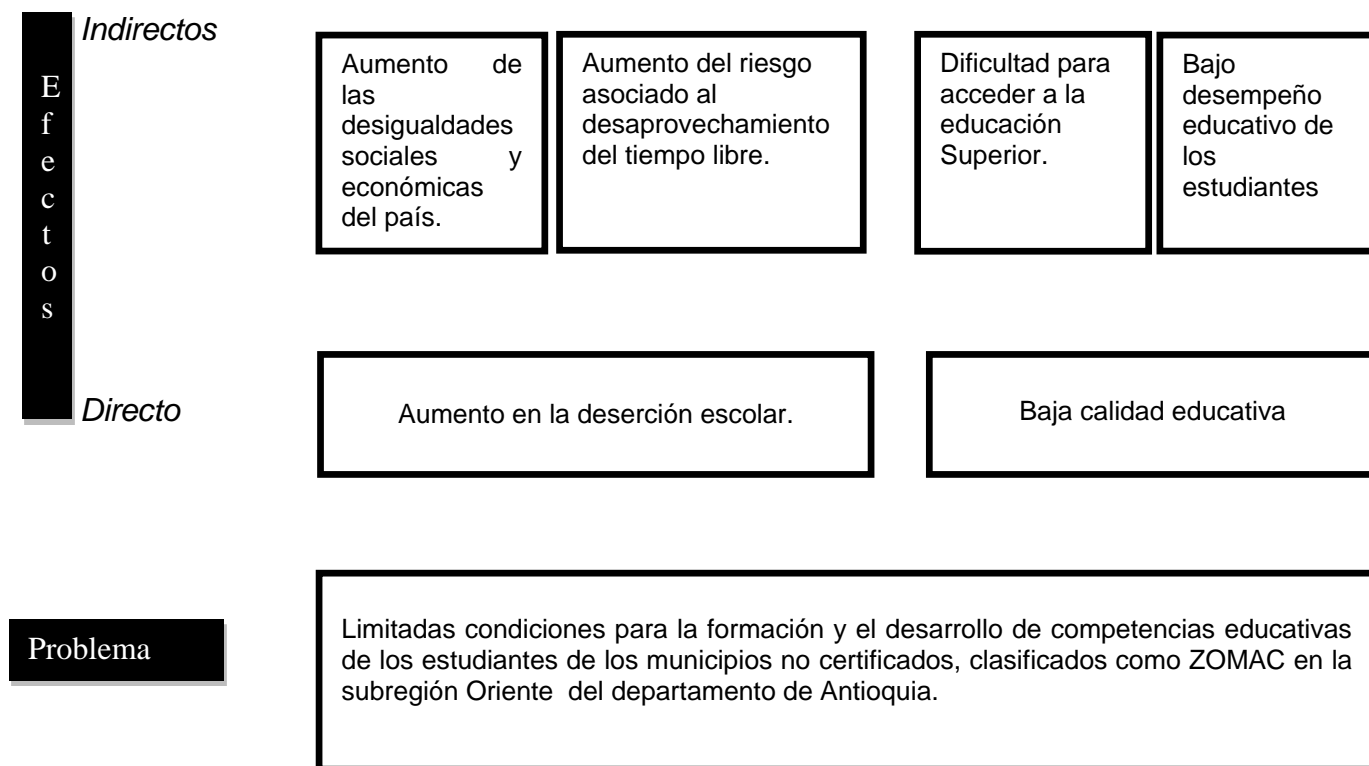 Efectos
Indirectos
Aumento de
las
desigualdades
sociales y
económicas
del país.
Aumento del riesgo
asociado al
desaprovechamiento
del tiempo libre.
Dificultad para
acceder a la
educación
Superior.
Bajo
desempeño
educativo de
los
estudiantes
Directo
Aumento en la deserción escolar.
Baja calidad educativa
Problema
Limitadas condiciones para la formación y el desarrollo de competencias educativas
de los estudiantes de los municipios no certificados, clasificados como ZOMAC en la
subregión Oriente del departamento de Antioquia.